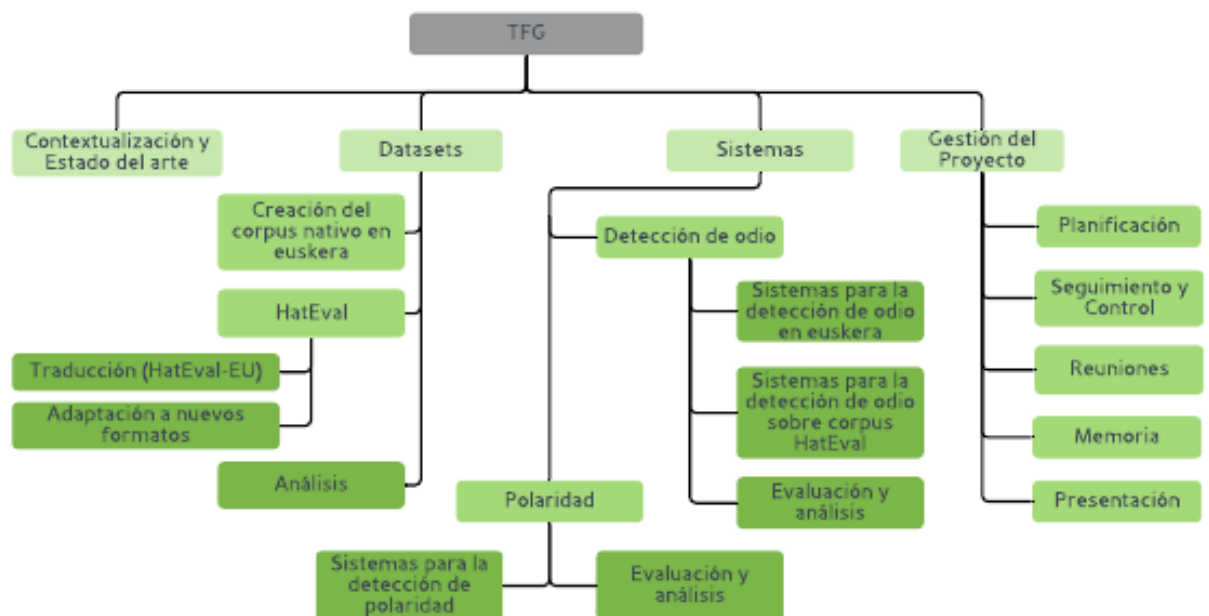 TFG
Contextualización y
Estado del arte
Datasets
Sistemas
Gestión del
Proyecto
Creación del
corpus nativo en
euskera
HatEval
Traducción (HatEval-EU)
Adaptación a nuevos
formatos
Análisis
Detección de odio
Sistemas para la
detección de odio
en euskera
Sistemas para la
detección de odio
sobre corpus
HatEval
Evaluación y
análisis
Polaridad
Sistemas para la
detección de
polaridad
Evaluación y
análisis
Planificación
Seguimiento y
Control
Reuniones
Memoria
Presentación